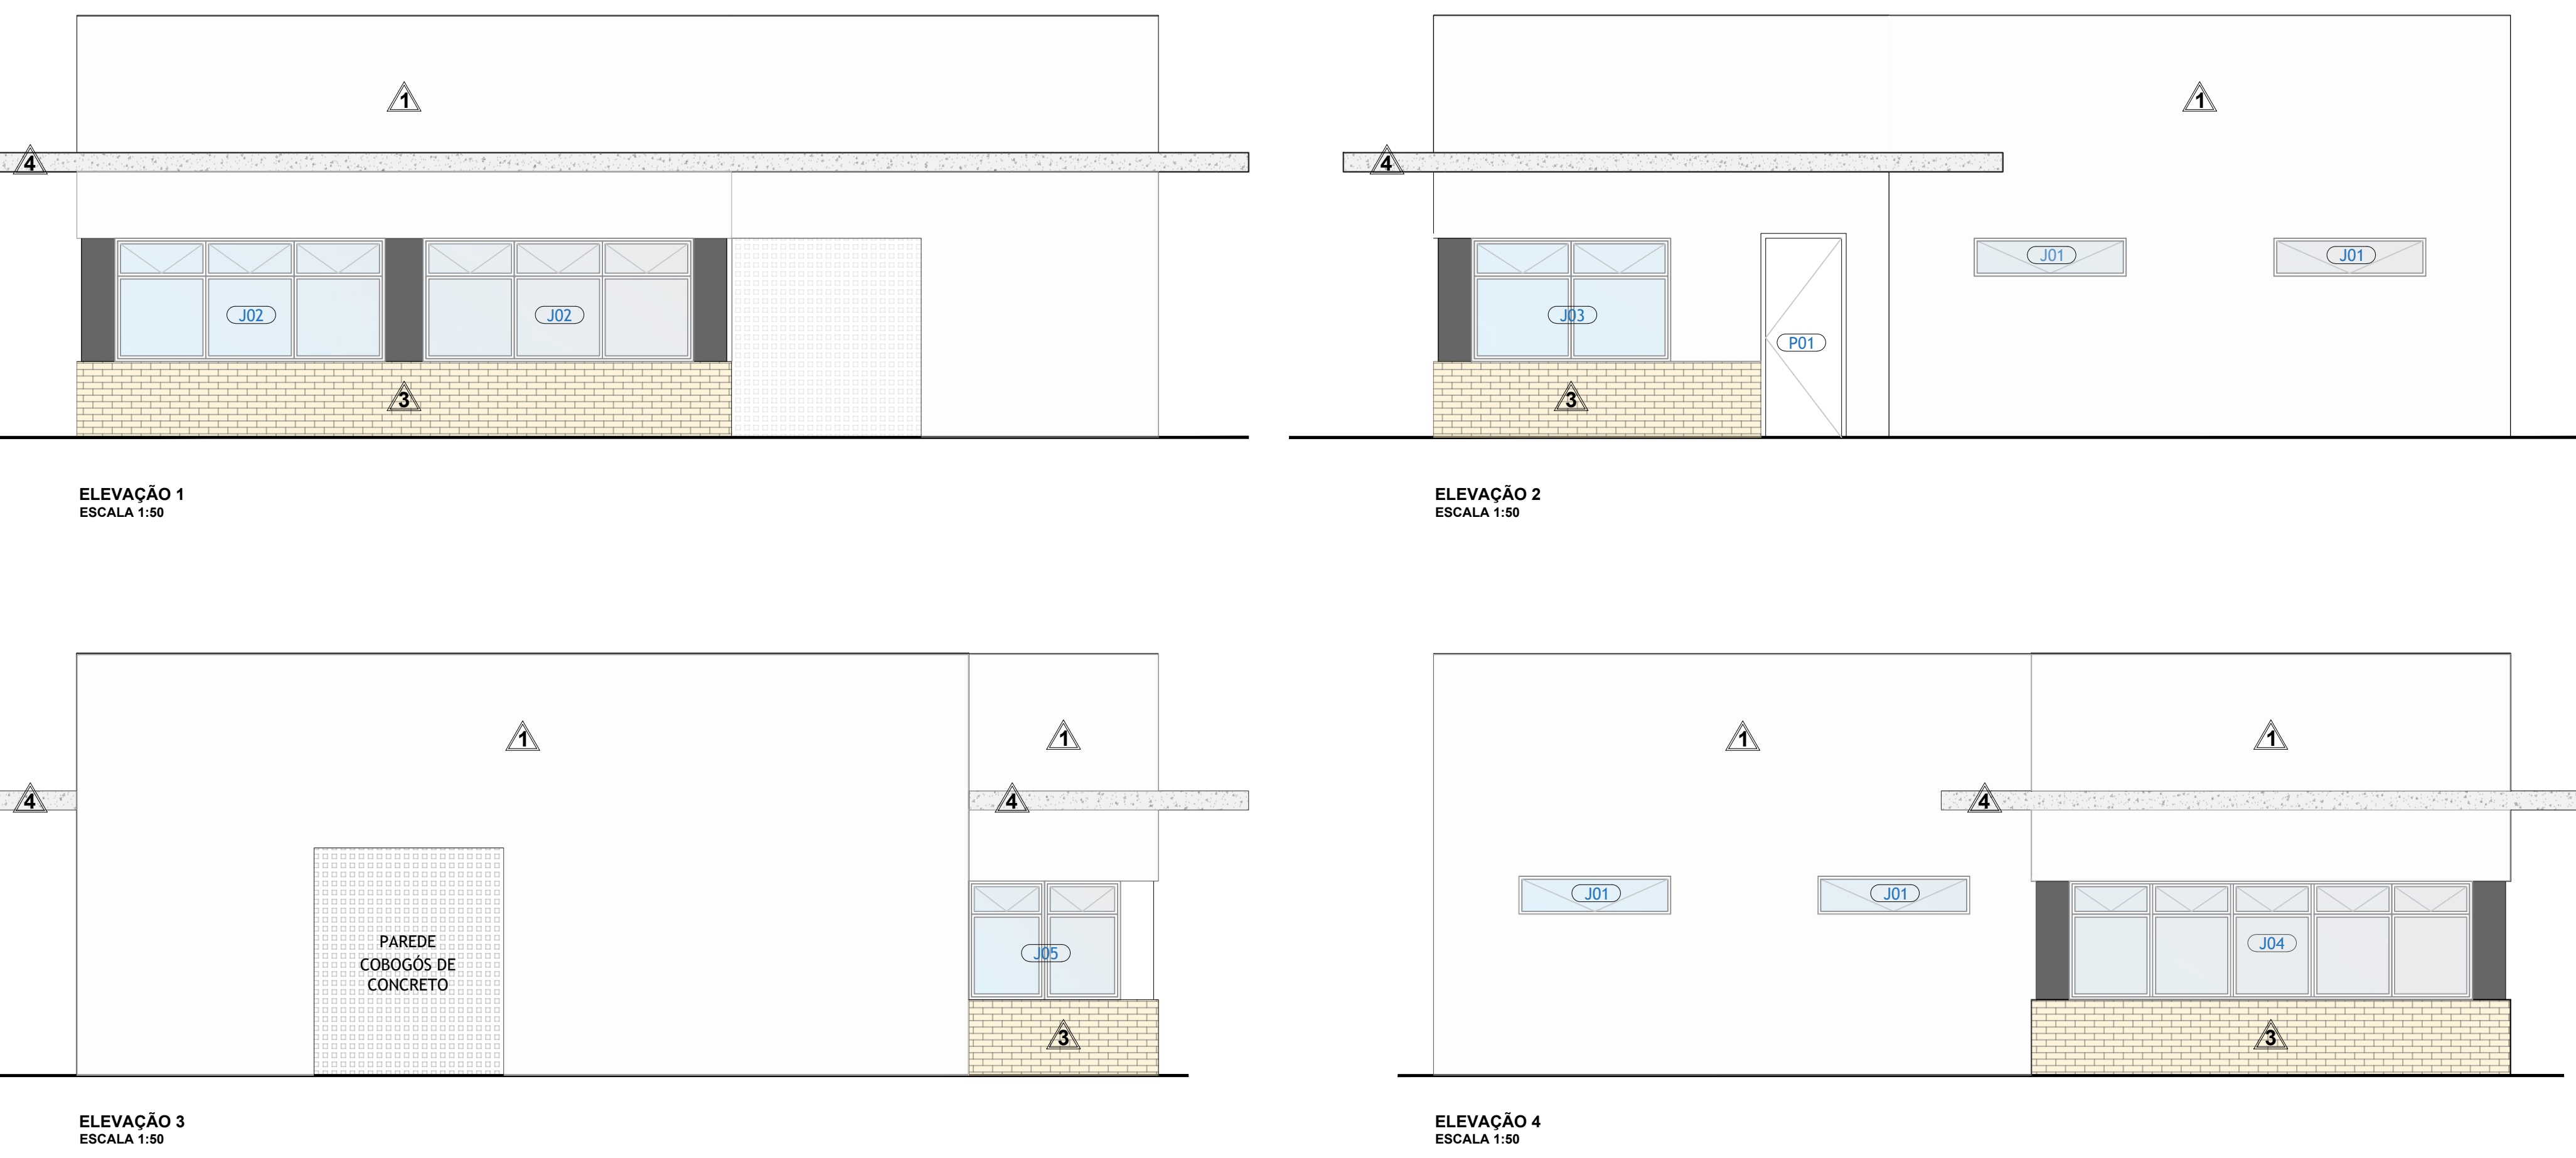 1
4
J02
J02
3
ELEVAÇÃO 1
ESCALA 1:50
1
4
J01
J01
J03
P01
3
ELEVAÇÃO 2
ESCALA 1:50
1
1
4
4
PAREDE
COBOGÓS DE
CONCRETO
J05
3
ELEVAÇÃO 3
ESCALA 1:50
1
1
4
J01
J01
J04
3
ELEVAÇÃO 4
ESCALA 1:50